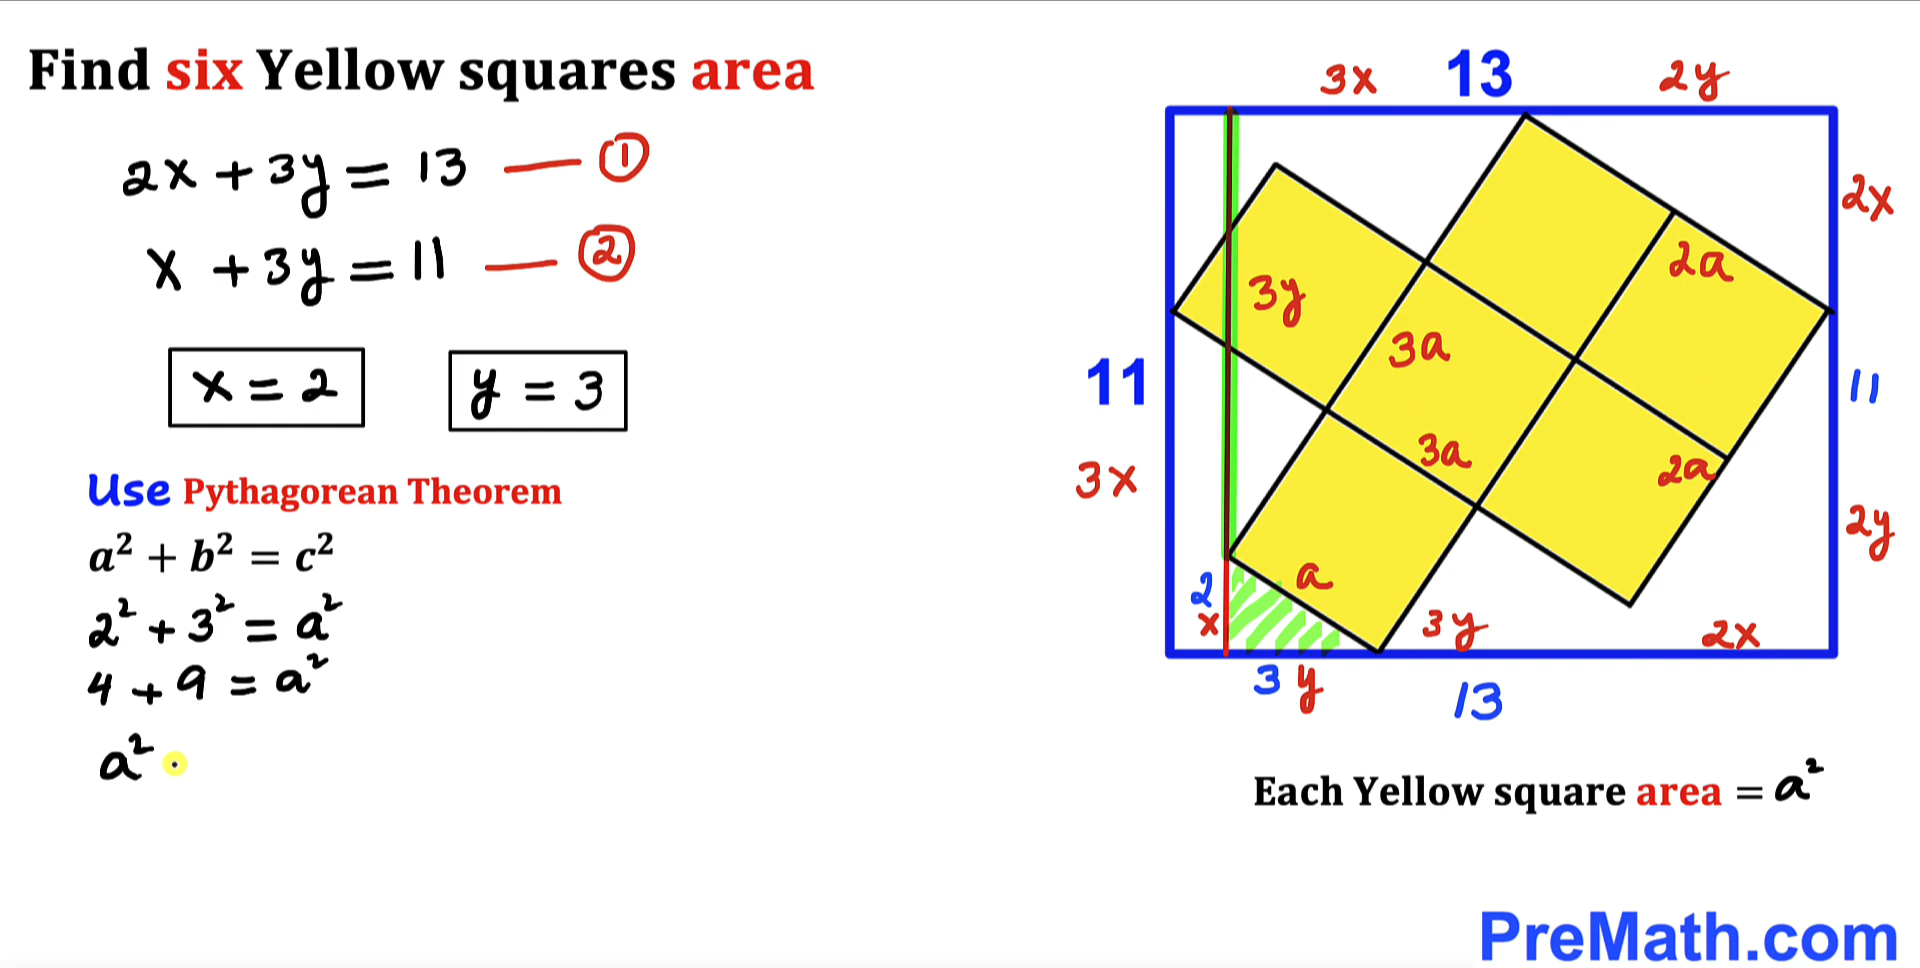 Find six Yellow squares area
2x + 3y = 13 — ①
x + 3y = 11 — ②
x = 2
y = 3
Use Pythagorean Theorem
a² + b² = c²
2² + 3² = a²
4 + 9 = a²
a²
3x 13 2y
2x
2a
3y
3a
11
11
3a
2a
3x
2y
a
2
x
3y
2x
3 y
13
Each Yellow square area = a²
PreMath.com